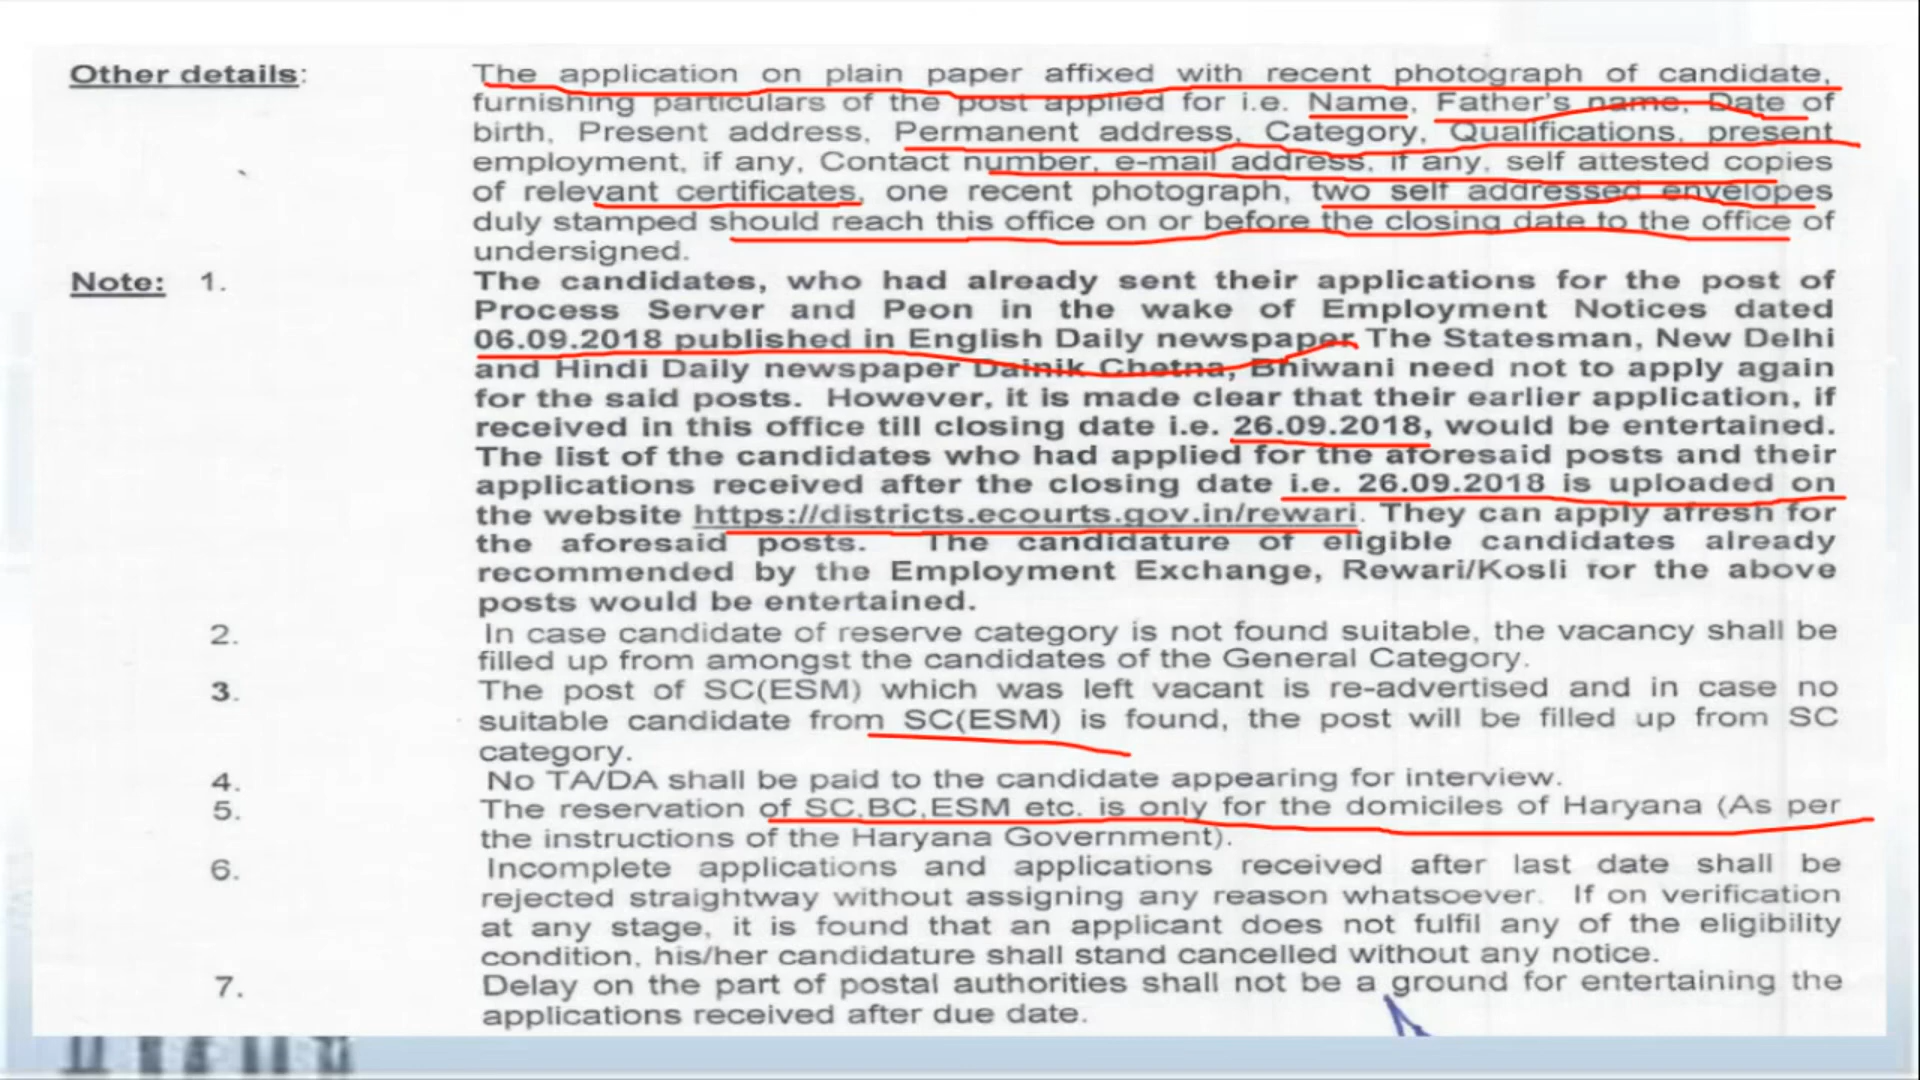 Other details: The application on plain paper affixed with recent photograph of candidate,
furnishing particulars of the post applied for i.e. Name, Father's name, Date of
birth, Present address, Permanent address, Category, Qualifications, present
employment, if any, Contact number, e-mail address, if any, self attested copies
of relevant certificates, one recent photograph, two self addressed envelopes
duly stamped should reach this office on or before the closing date to the office of
undersigned.
Note: 1. The candidates, who had already sent their applications for the post of
Process Server and Peon in the wake of Employment Notices dated
06.09.2018 published in English Daily newspaper The Statesman, New Delhi
and Hindi Daily newspaper Dainik Chetna, Bhiwani need not to apply again
for the said posts. However, it is made clear that their earlier application, if
received in this office till closing date i.e. 26.09.2018, would be entertained.
The list of the candidates who had applied for the aforesaid posts and their
applications received after the closing date i.e. 26.09.2018 is uploaded on
the website https://districts.ecourts.gov.in/rewari. They can apply afresh for
the aforesaid posts. The candidature of eligible candidates already
recommended by the Employment Exchange, Rewari/Kosli for the above
posts would be entertained.
2. In case candidate of reserve category is not found suitable, the vacancy shall be
filled up from amongst the candidates of the General Category.
3. The post of SC(ESM) which was left vacant is re-advertised and in case no
suitable candidate from SC(ESM) is found, the post will be filled up from SC
category.
4. No TA/DA shall be paid to the candidate appearing for interview.
5. The reservation of SC,BC,ESM etc. is only for the domiciles of Haryana (As per
the instructions of the Haryana Government).
6. Incomplete applications and applications received after last date shall be
rejected straightway without assigning any reason whatsoever. If on verification
at any stage, it is found that an applicant does not fulfil any of the eligibility
condition, his/her candidature shall stand cancelled without any notice.
7. Delay on the part of postal authorities shall not be a ground for entertaining the
applications received after due date.